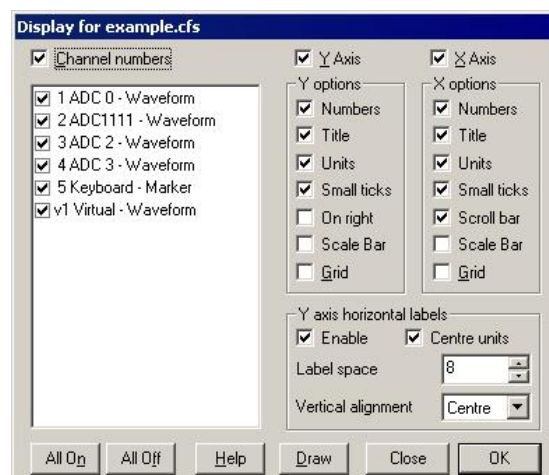 Display for example.cfs
Channel numbers
1 ADC 0 - Waveform
2 ADC1111 - Waveform
3 ADC 2 - Waveform
4 ADC 3 - Waveform
5 Keyboard - Marker
v1 Virtual - Waveform
Y Axis
X Axis
Y options
Numbers
Title
Units
Small ticks
On right
Scale Bar
Grid
X options
Numbers
Title
Units
Small ticks
Scroll bar
Scale Bar
Grid
Y axis horizontal labels
Enable
Centre units
Label space
8
Vertical alignment
Centre
All On
All Off
Help
Draw
Close
OK